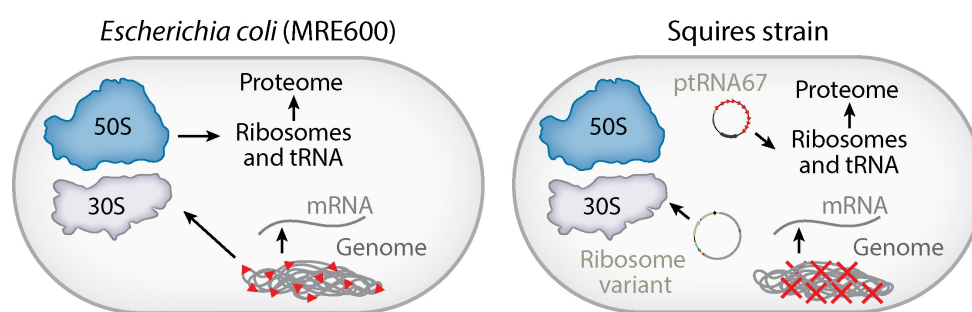 Escherichia coli (MRE600)
50S
Proteome
Ribosomes
and tRNA
30S
mRNA
Genome
Squires strain
50S
ptRNA67
Proteome
Ribosomes
and tRNA
30S
Ribosome
variant
mRNA
Genome